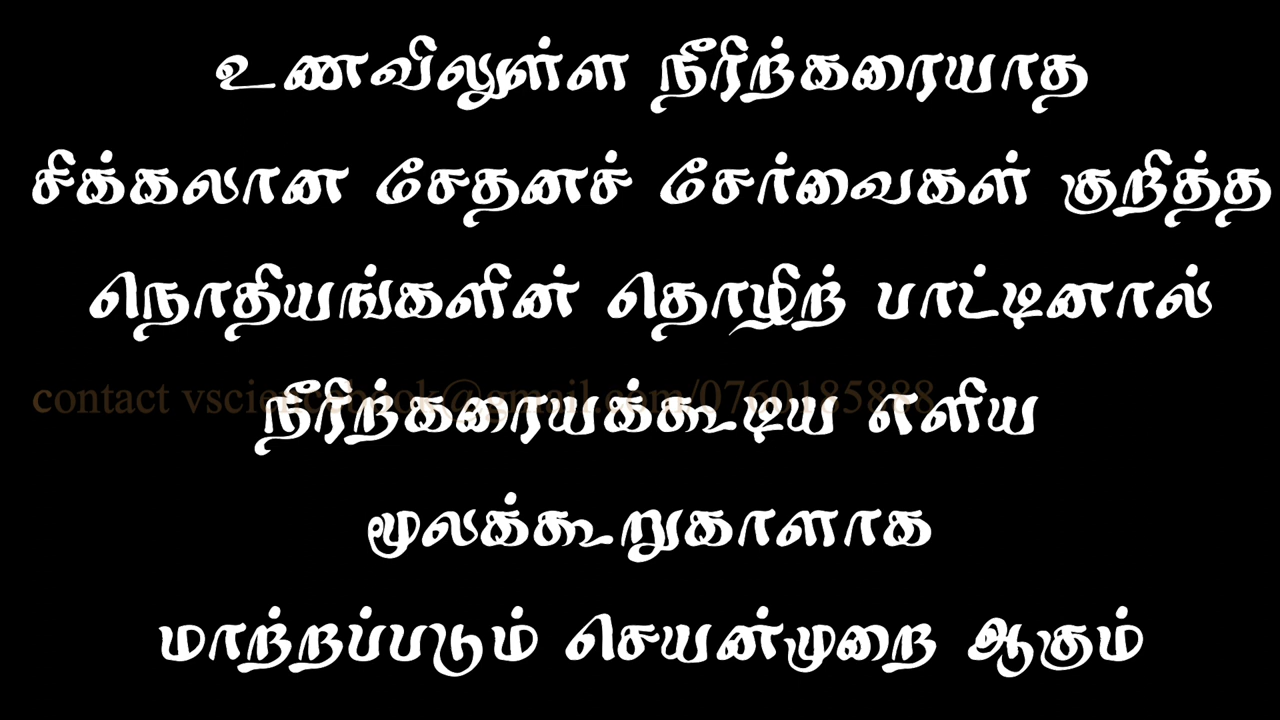 உணவிலுள்ள நீரிற்கரையாத
சிக்கலான சேதனச் சேர்வைகள் குறித்த
நொதியங்களின் தொழிற் பாட்டினால்
contact vsciencebook@gmail.com/0760185888
நீரிற்கரையக்கூடிய எளிய
மூலக்கூறுகாளாக
மாற்றப்படும் செயன்முறை ஆகும்